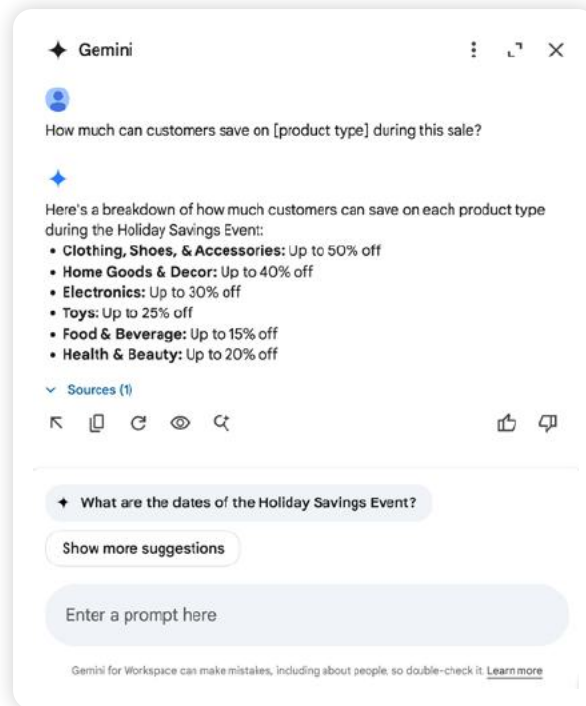 Gemini
How much can customers save on [product type] during this sale?
Here's a breakdown of how much customers can save on each product type
during the Holiday Savings Event:
• Clothing, Shoes, & Accessories: Up to 50% off
• Home Goods & Decor: Up to 40% off
• Electronics: Up to 30% off
• Toys: Up to 25% off
• Food & Beverage: Up to 15% off
• Health & Beauty: Up to 20% off
Sources (1)
What are the dates of the Holiday Savings Event?
Show more suggestions
Enter a prompt here
Gemini for Workspace can make mistakes, including about people, so double-check it. Learn more